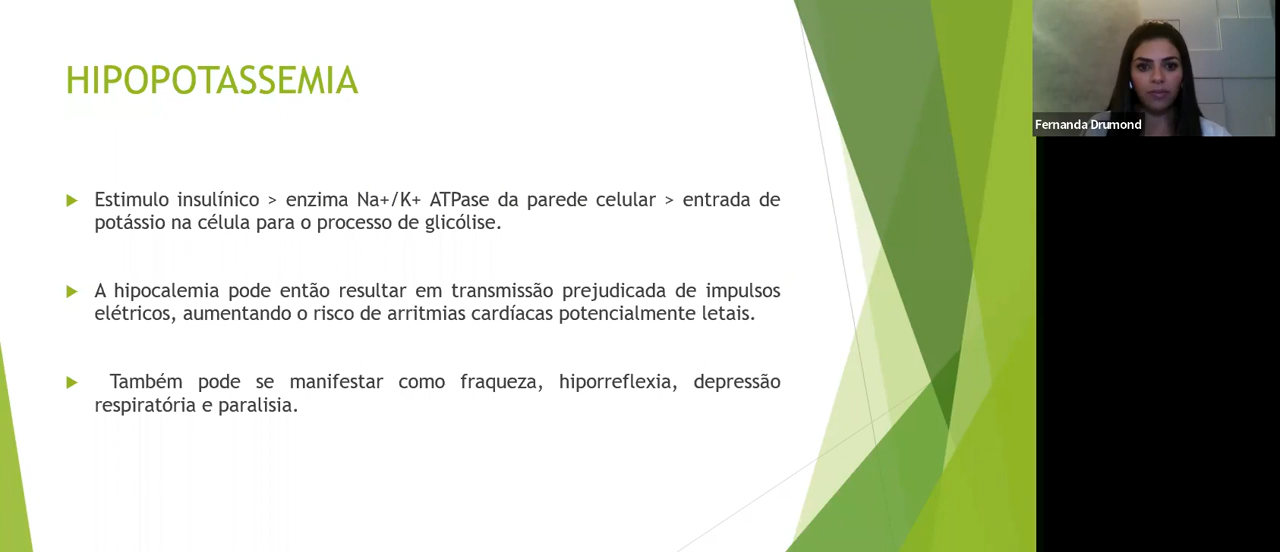 HIPOPOTASSEMIA
Estimulo insulínico > enzima Na+/K+ ATPase da parede celular > entrada de
potássio na célula para o processo de glicólise.
A hipocalemia pode então resultar em transmissão prejudicada de impulsos
elétricos, aumentando o risco de arritmias cardíacas potencialmente letais.
Também pode se manifestar como fraqueza, hiporreflexia, depressão
respiratória e paralisia.
Fernanda Drumond